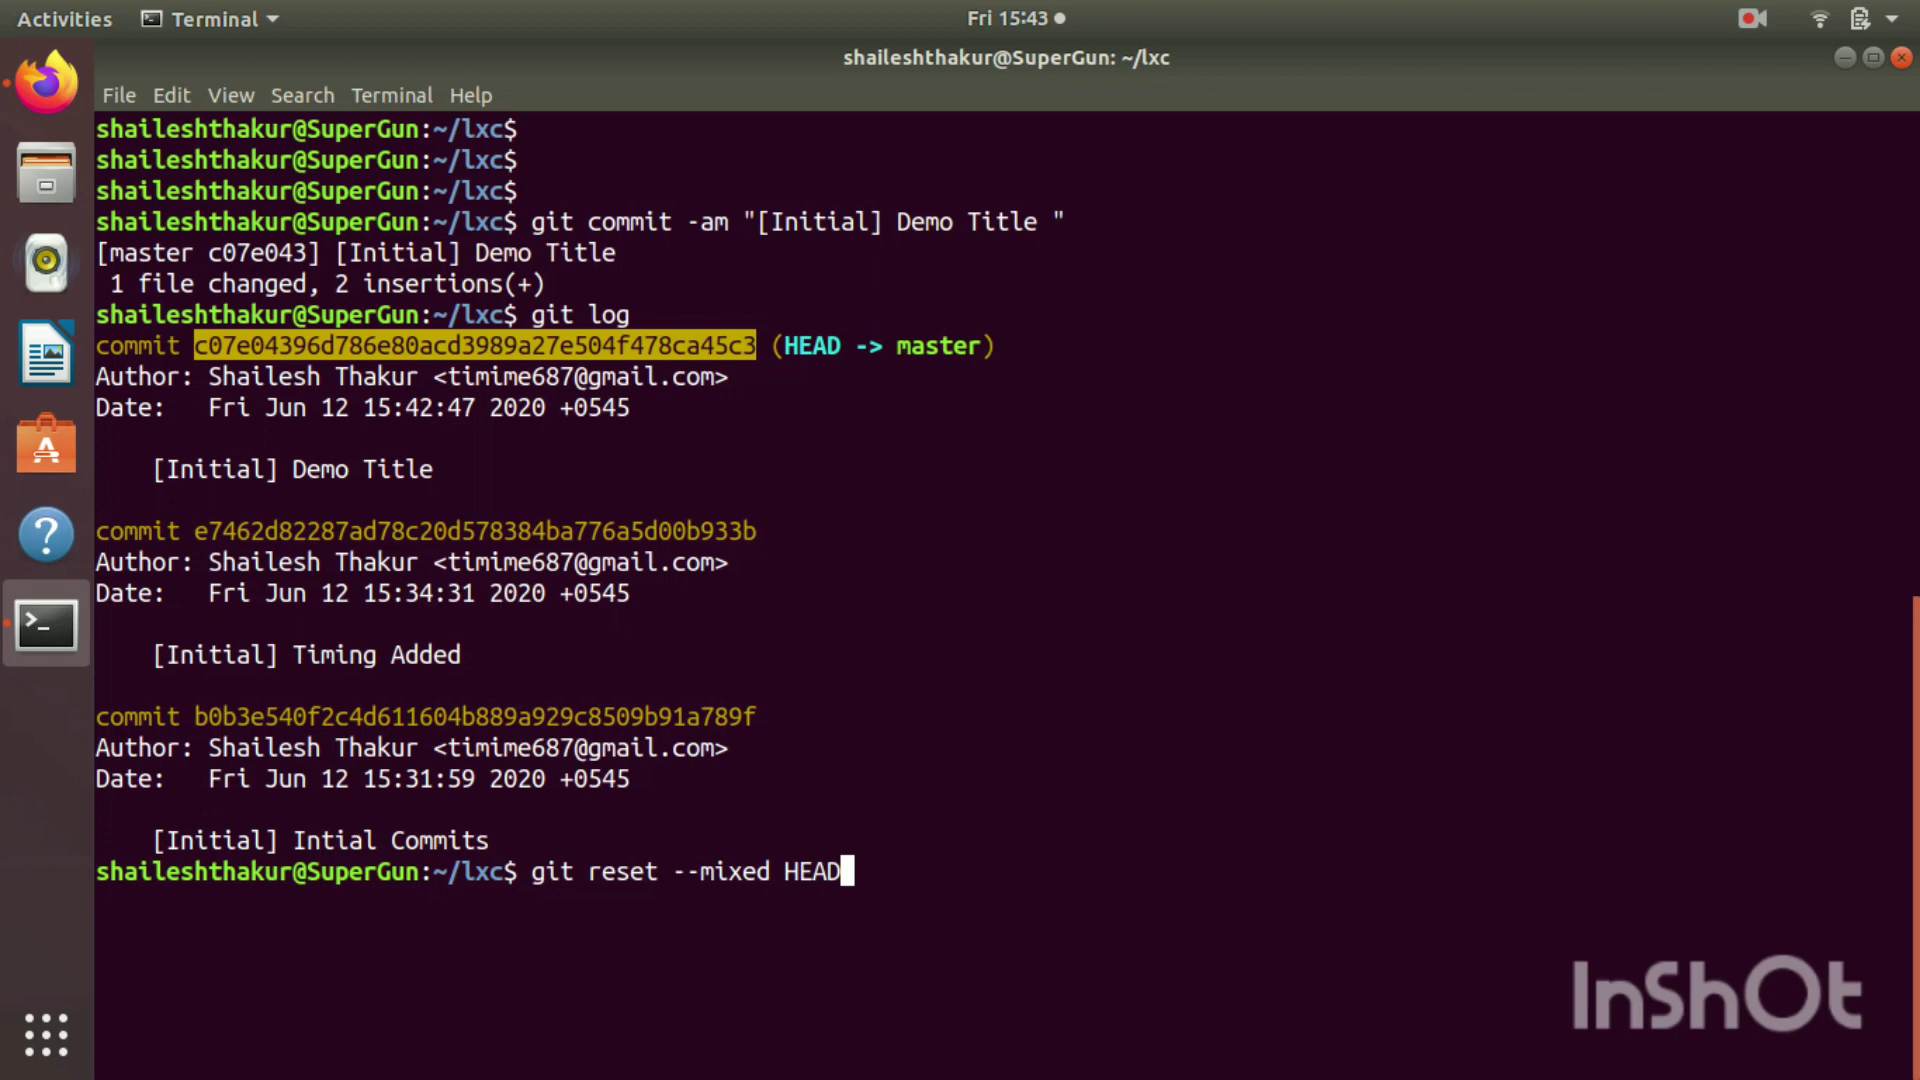 Activities Terminal Fri 15:43
shaileshthakur@SuperGun: ~/lxc
File Edit View Search Terminal Help
shaileshthakur@SuperGun:~/lxc$
shaileshthakur@SuperGun:~/lxc$
shaileshthakur@SuperGun:~/lxc$
shaileshthakur@SuperGun:~/lxc$ git commit -am "[Initial] Demo Title "
[master c07e043] [Initial] Demo Title
 1 file changed, 2 insertions(+)
shaileshthakur@SuperGun:~/lxc$ git log
commit c07e04396d786e80acd3989a27e504f478ca45c3 (HEAD -> master)
Author: Shailesh Thakur <timime687@gmail.com>
Date:   Fri Jun 12 15:42:47 2020 +0545
    [Initial] Demo Title
commit e7462d82287ad78c20d578384ba776a5d00b933b
Author: Shailesh Thakur <timime687@gmail.com>
Date:   Fri Jun 12 15:34:31 2020 +0545
    [Initial] Timing Added
commit b0b3e540f2c4d611604b889a929c8509b91a789f
Author: Shailesh Thakur <timime687@gmail.com>
Date:   Fri Jun 12 15:31:59 2020 +0545
    [Initial] Intial Commits
shaileshthakur@SuperGun:~/lxc$ git reset --mixed HEAD
InShOt